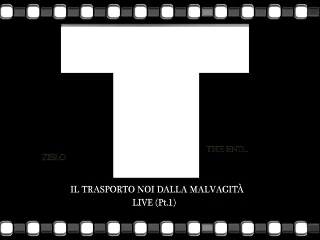 T
THE END..
ZERO
IL TRASPORTO NOI DALLA MALVAGITÀ
LIVE (Pt.1)